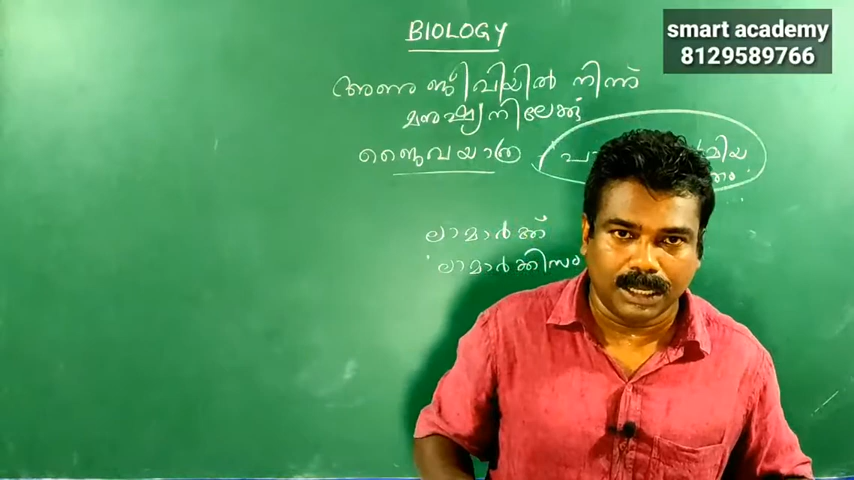 BIOLOGY
smart academy
8129589766
അണു ജീവിയിൽ നിന്ന്
മനുഷ്യനിലേക്ക്
ജൈവയാത്ര
ലാമാർക്ക്
ലാമാർക്കിസം